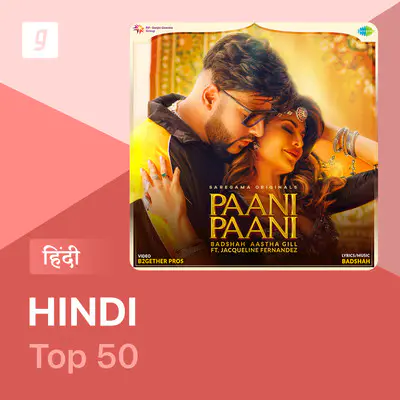 g
SAREGAMA ORIGINALS
PAANI
PAANI
BADSHAH AASTHA GILL
FT. JACQUELINE FERNANDEZ
VIDEO
B2GETHER PROS
LYRICS/MUSIC
BADSHAH
हिंदी
HINDI
Top 50